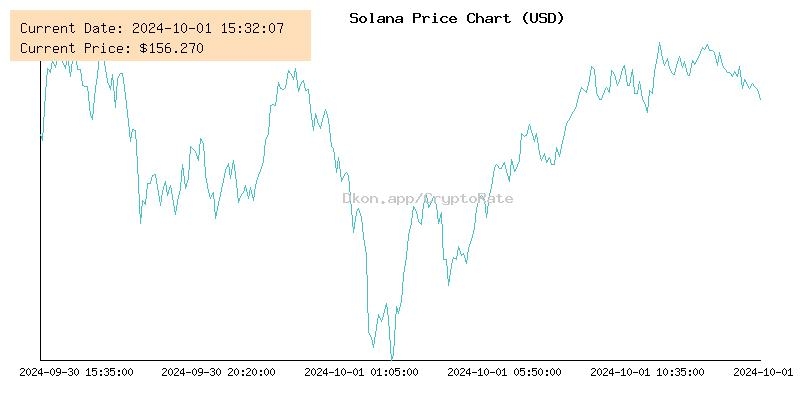 Solana Price Chart (USD)
Current Date: 2024-10-01 15:32:07
Current Price: $156.270
Dkon.app/CryptoRate
2024-09-30 15:35:00 2024-09-30 20:20:00 2024-10-01 01:05:00 2024-10-01 05:50:00 2024-10-01 10:35:00 2024-10-01